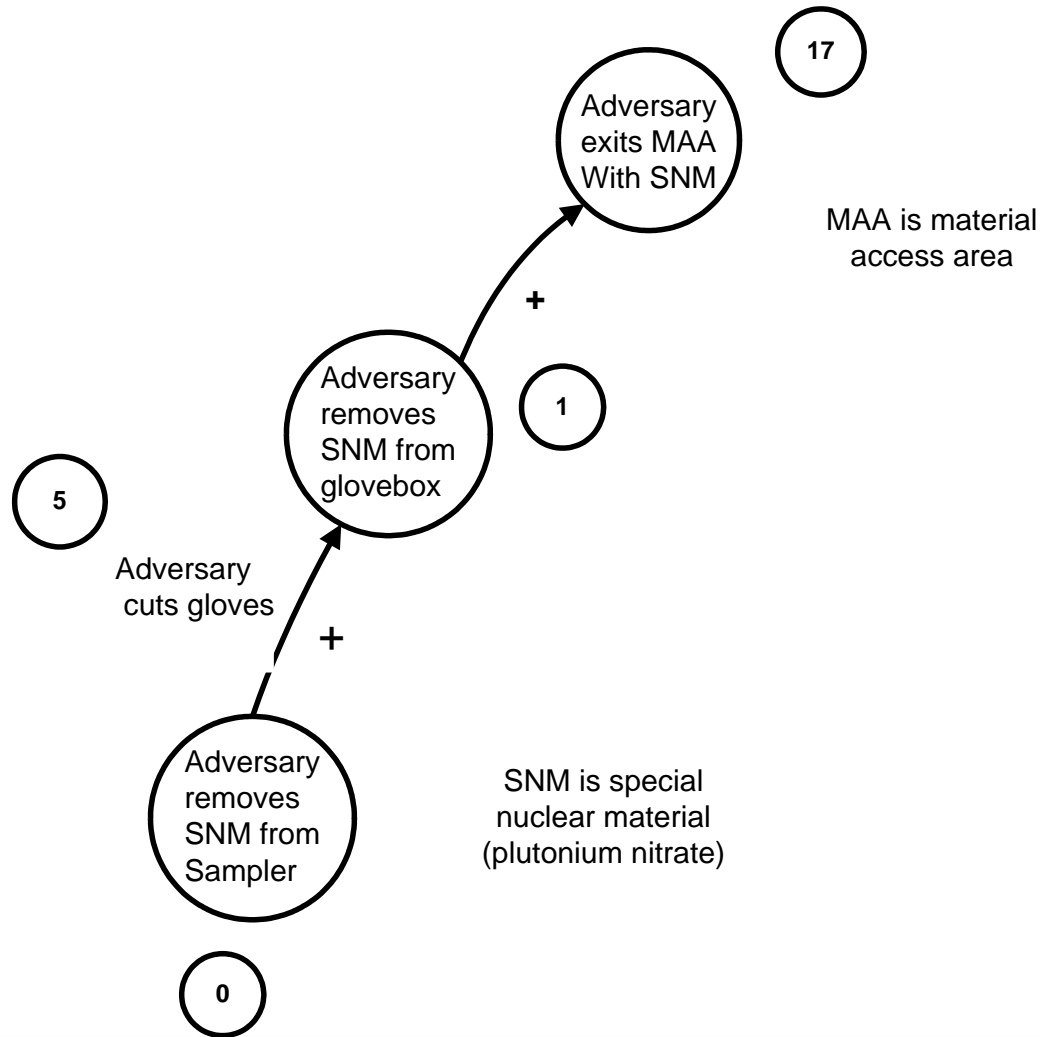 17
Adversary
exits MAA
With SNM
MAA is material
access area
+
Adversary
removes
SNM from
glovebox
1
5
Adversary
cuts gloves
+
Adversary
removes
SNM from
Sampler
SNM is special
nuclear material
(plutonium nitrate)
0